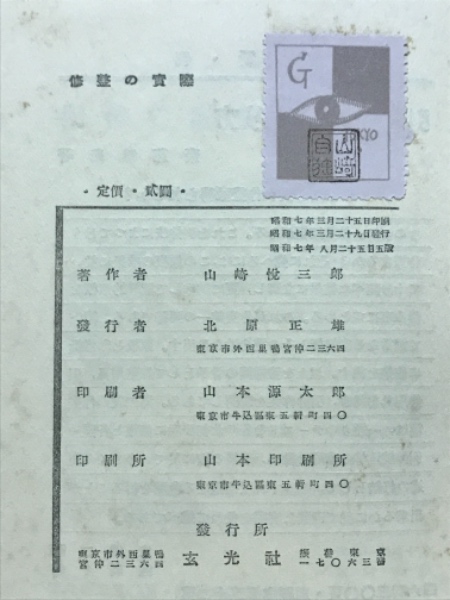 修整の實際
G
山崎
・定價・貳圓・
昭和七年三月二十五日印刷
昭和七年三月二十九日發行
昭和七年八月二十五日五版
著作者 山崎悅三郎
發行者 北原正雄
東京市外西巢鴨宮仲二三六四
印刷者 山本源太郎
東京市牛込區東五軒町四〇
印刷所 山本印刷所
東京市牛込區東五軒町四〇
發行所
東京市外西巢鴨
宮仲二三六四
玄光社
振替東京
一七〇六三番